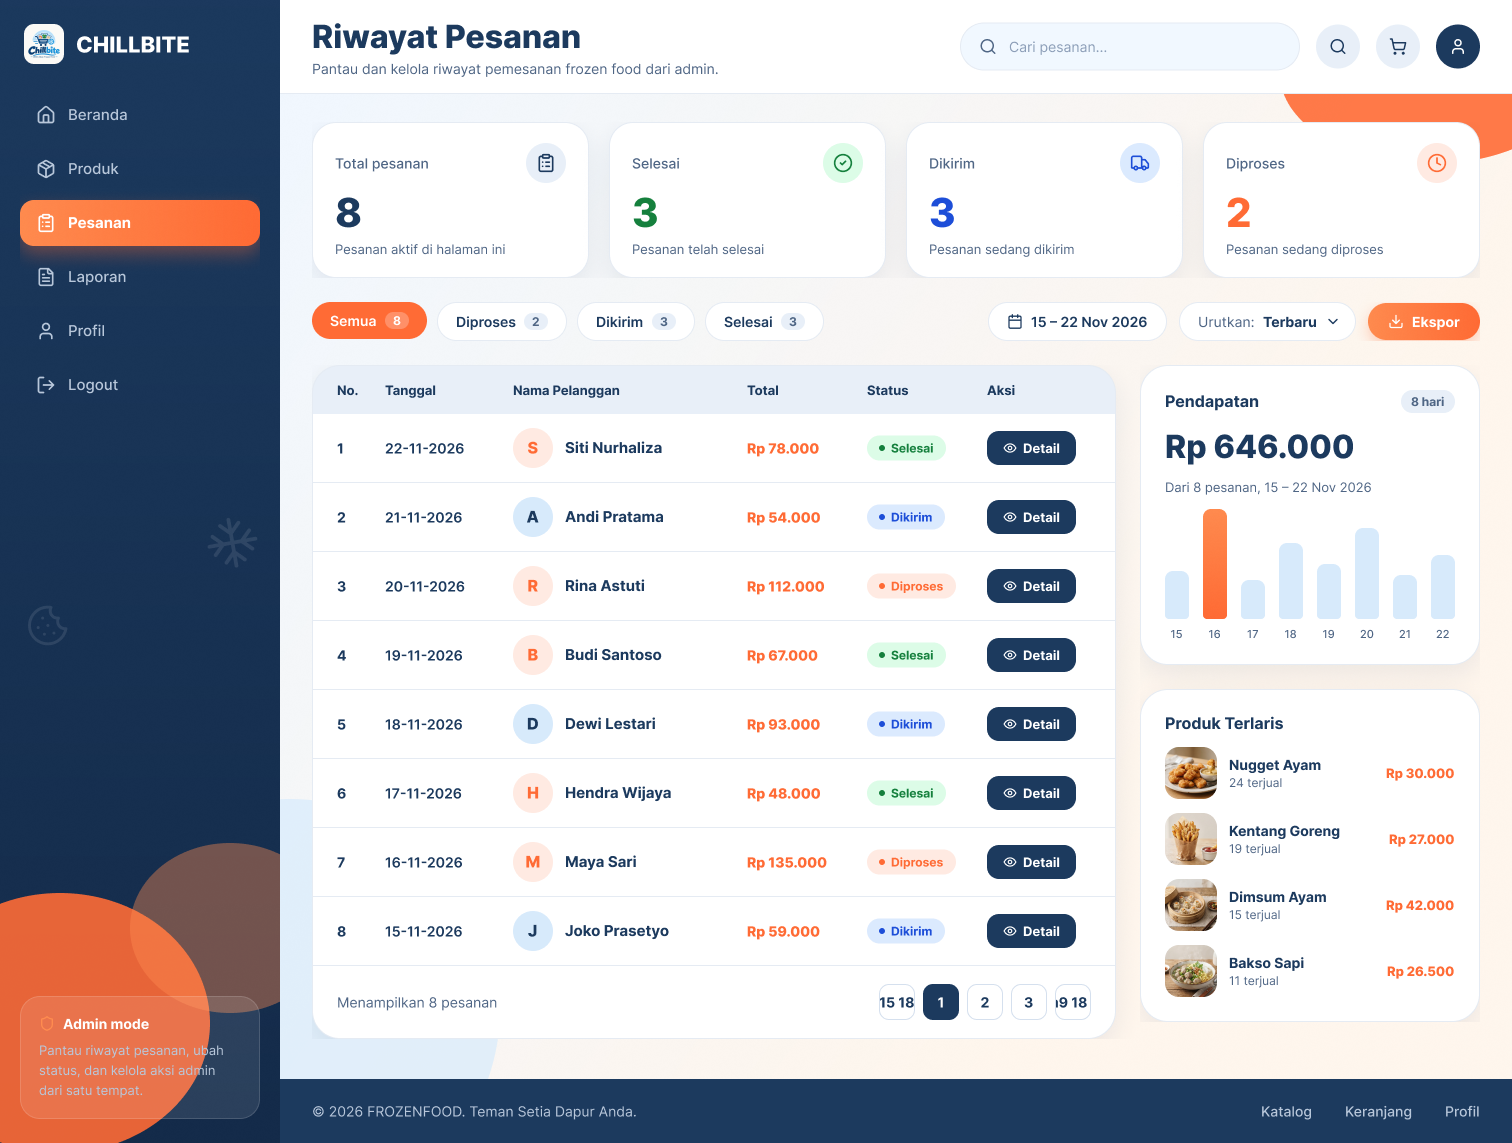 Chillbite
CHILLBITE
Beranda
Produk
Pesanan
Laporan
Profil
Logout
Admin mode
Pantau riwayat pesanan, ubah
status, dan kelola aksi admin
dari satu tempat.
Riwayat Pesanan
Pantau dan kelola riwayat pemesanan frozen food dari admin.
Cari pesanan...
Total pesanan
8
Pesanan aktif di halaman ini
Selesai
3
Pesanan telah selesai
Dikirim
3
Pesanan sedang dikirim
Diproses
2
Pesanan sedang diproses
Semua 8
Diproses 2
Dikirim 3
Selesai 3
15 – 22 Nov 2026
Urutkan: Terbaru
Ekspor
No. Tanggal Nama Pelanggan Total Status Aksi
1 22-11-2026 S Siti Nurhaliza Rp 78.000 Selesai Detail
2 21-11-2026 A Andi Pratama Rp 54.000 Dikirim Detail
3 20-11-2026 R Rina Astuti Rp 112.000 Diproses Detail
4 19-11-2026 B Budi Santoso Rp 67.000 Selesai Detail
5 18-11-2026 D Dewi Lestari Rp 93.000 Dikirim Detail
6 17-11-2026 H Hendra Wijaya Rp 48.000 Selesai Detail
7 16-11-2026 M Maya Sari Rp 135.000 Diproses Detail
8 15-11-2026 J Joko Prasetyo Rp 59.000 Dikirim Detail
Menampilkan 8 pesanan
15 18 1 2 3 9 18
Pendapatan 8 hari
Rp 646.000
Dari 8 pesanan, 15 – 22 Nov 2026
15 16 17 18 19 20 21 22
Produk Terlaris
Nugget Ayam
24 terjual
Rp 30.000
Kentang Goreng
19 terjual
Rp 27.000
Dimsum Ayam
15 terjual
Rp 42.000
Bakso Sapi
11 terjual
Rp 26.500
© 2026 FROZENFOOD. Teman Setia Dapur Anda.
Katalog Keranjang Profil